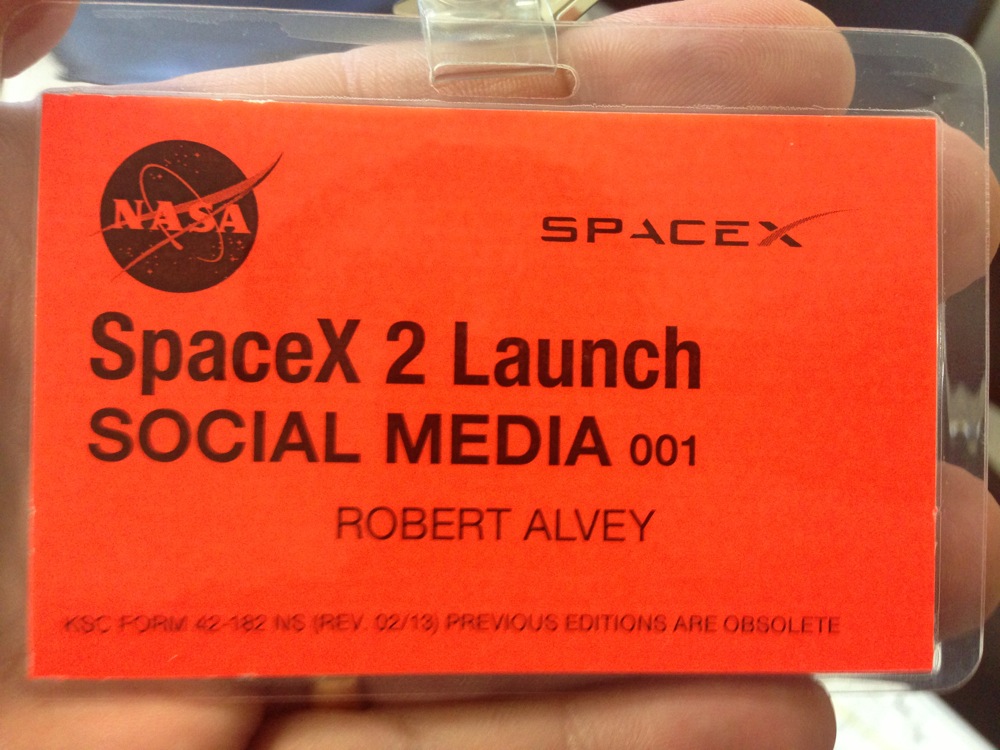 NASA
SPACEX
SpaceX 2 Launch
SOCIAL MEDIA 001
ROBERT ALVEY
KSC FORM 42-182 NS (REV. 02/13) PREVIOUS EDITIONS ARE OBSOLETE